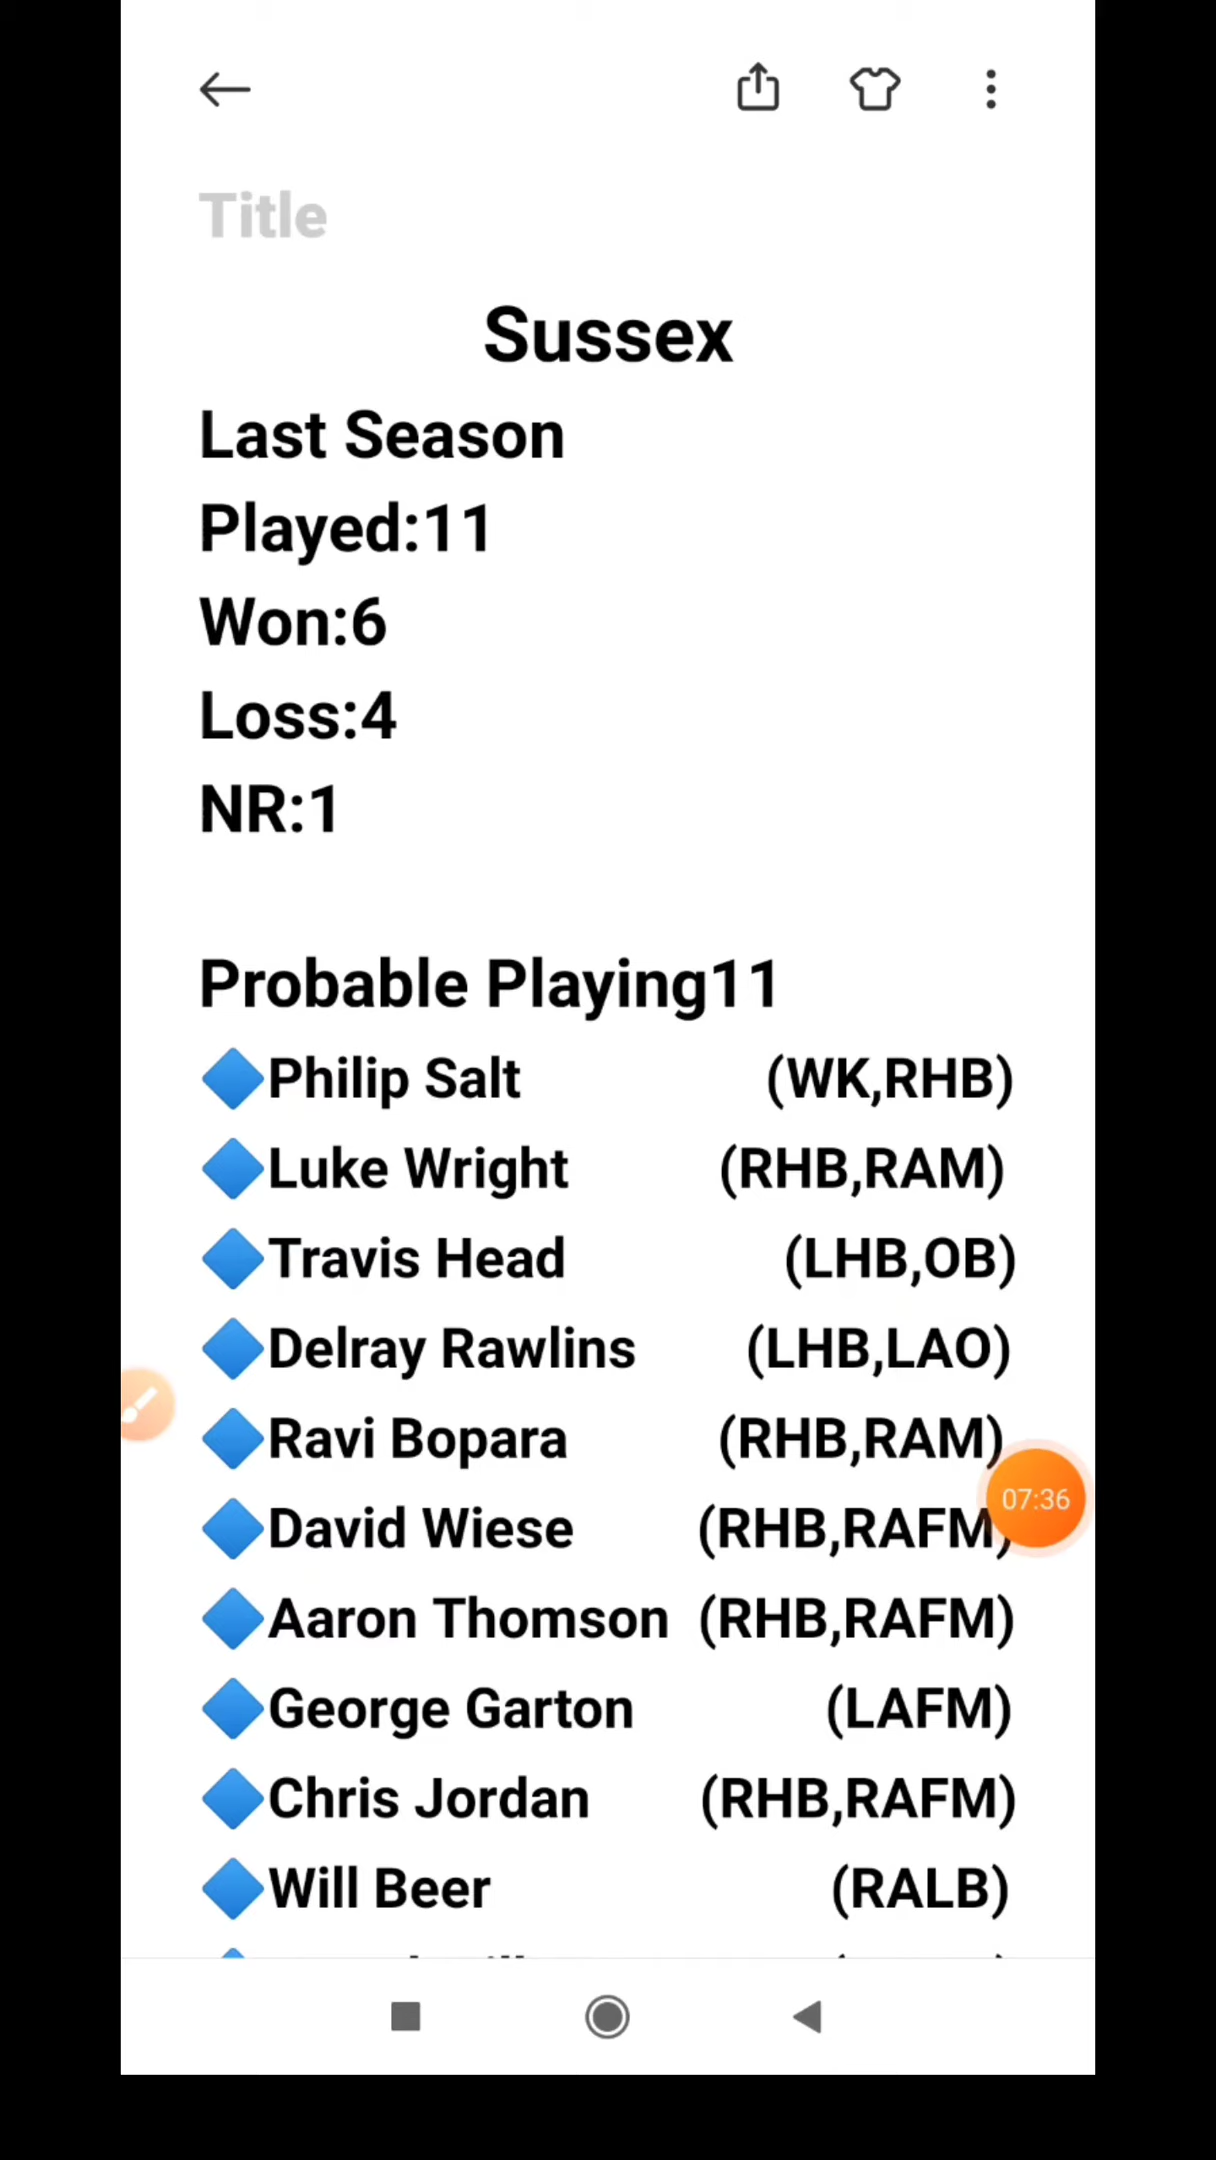 Title
Sussex
Last Season
Played:11
Won:6
Loss:4
NR:1
Probable Playing11
Philip Salt (WK,RHB)
Luke Wright (RHB,RAM)
Travis Head (LHB,OB)
Delray Rawlins (LHB,LAO)
Ravi Bopara (RHB,RAM)
David Wiese (RHB,RAFM)
07:36
Aaron Thomson (RHB,RAFM)
George Garton (LAFM)
Chris Jordan (RHB,RAFM)
Will Beer (RALB)